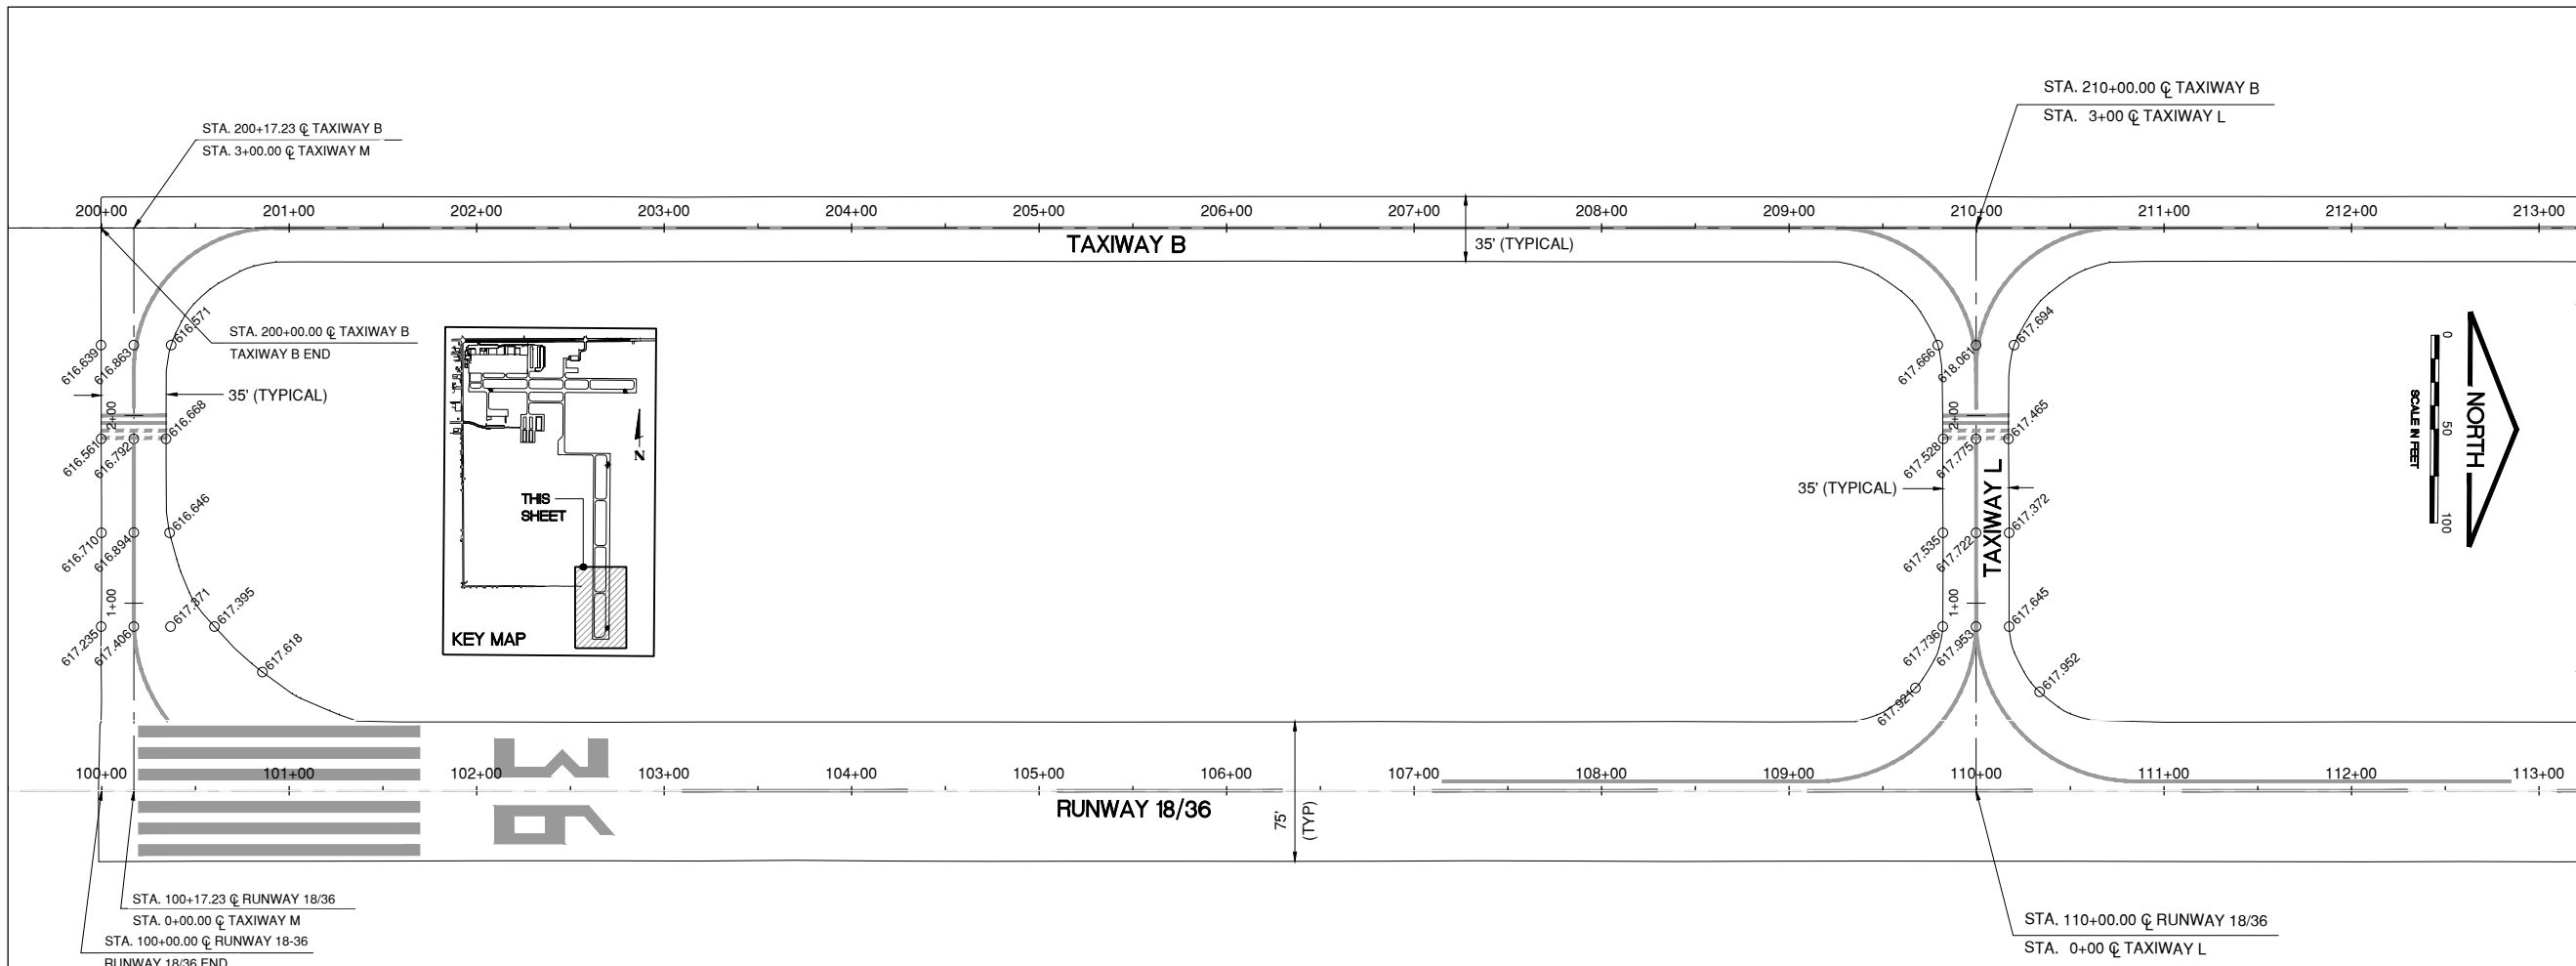 STA. 210+00.00 ℄ TAXIWAY B
STA. 3+00 ℄ TAXIWAY L
STA. 200+17.23 ℄ TAXIWAY B
STA. 3+00.00 ℄ TAXIWAY M
200+00
201+00
202+00
203+00
204+00
205+00
206+00
207+00
208+00
209+00
210+00
211+00
212+00
213+00
TAXIWAY B
35' (TYPICAL)
STA. 200+00.00 ℄ TAXIWAY B
TAXIWAY B END
616.639
616.863
616.571
35' (TYPICAL)
2+00
616.561
616.792
616.668
616.710
616.894
616.646
1+00
617.235
617.406
617.371
617.395
617.618
N
THIS
SHEET
KEY MAP
617.666
618.061
617.694
2+00
617.528
617.775
617.465
35' (TYPICAL)
TAXIWAY L
617.535
617.722
617.372
1+00
617.736
617.953
617.645
617.921
617.952
0
50
100
SCALE IN FEET
NORTH
100+00
101+00
102+00
103+00
104+00
105+00
106+00
107+00
108+00
109+00
110+00
111+00
112+00
113+00
36
RUNWAY 18/36
75'
(TYP)
STA. 100+17.23 ℄ RUNWAY 18/36
STA. 0+00.00 ℄ TAXIWAY M
STA. 100+00.00 ℄ RUNWAY 18-36
RUNWAY 18/36 END
STA. 110+00.00 ℄ RUNWAY 18/36
STA. 0+00 ℄ TAXIWAY L